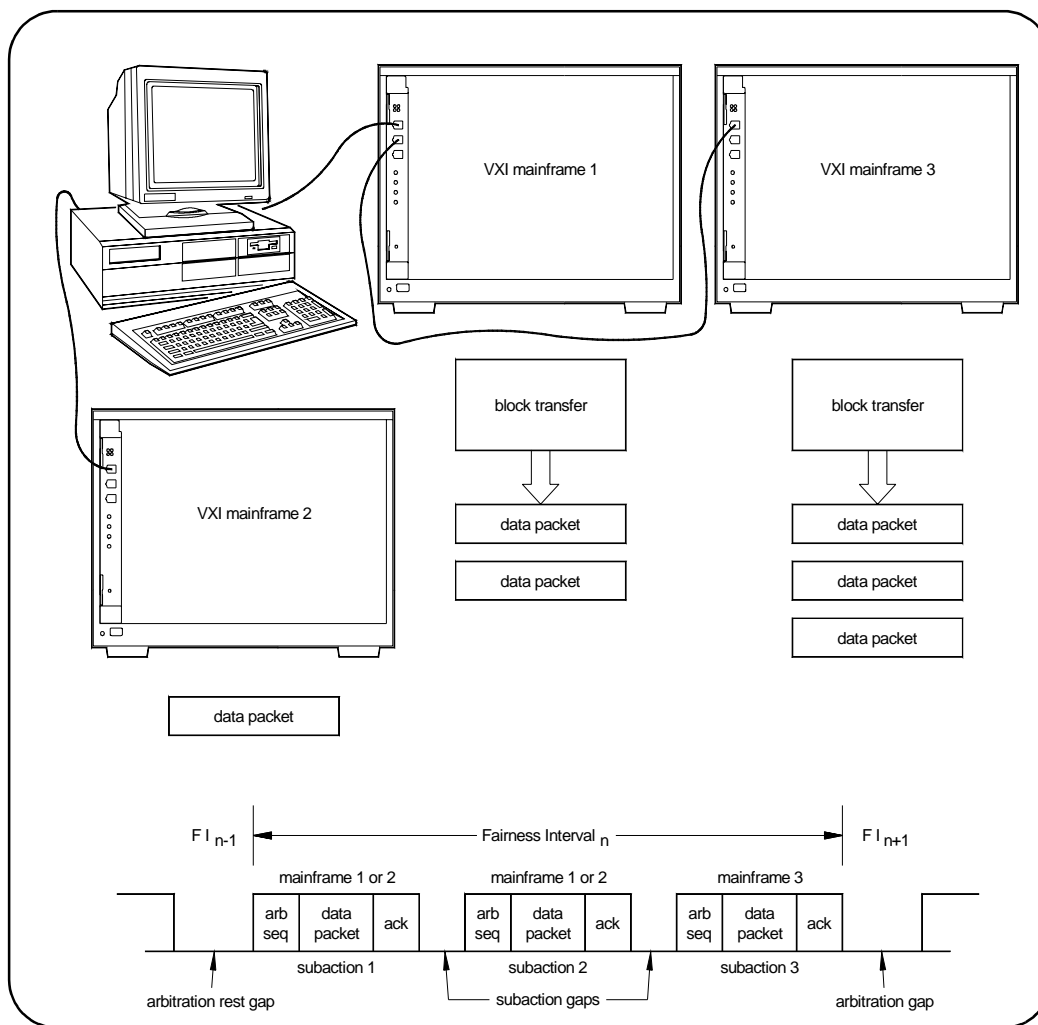 VXI mainframe 1
VXI mainframe 3
block transfer
block transfer
data packet
data packet
VXI mainframe 2
data packet
data packet
data packet
data packet
F I n-1
Fairness Interval n
F I n+1
mainframe 1 or 2
mainframe 1 or 2
mainframe 3
arb seq
data packet
ack
arb seq
data packet
ack
arb seq
data packet
ack
subaction 1
subaction 2
subaction 3
arbitration rest gap
subaction gaps
arbitration gap